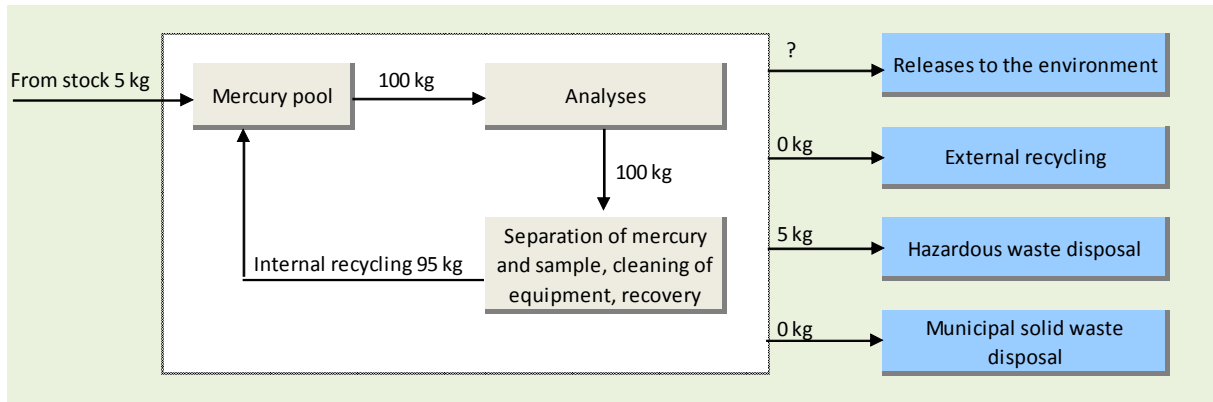 ?
From stock 5 kg
Mercury pool
100 kg
Analyses
Releases to the environment
0 kg
External recycling
100 kg
Separation of mercury
and sample, cleaning of
equipment, recovery
Internal recycling 95 kg
5 kg
Hazardous waste disposal
0 kg
Municipal solid waste
disposal